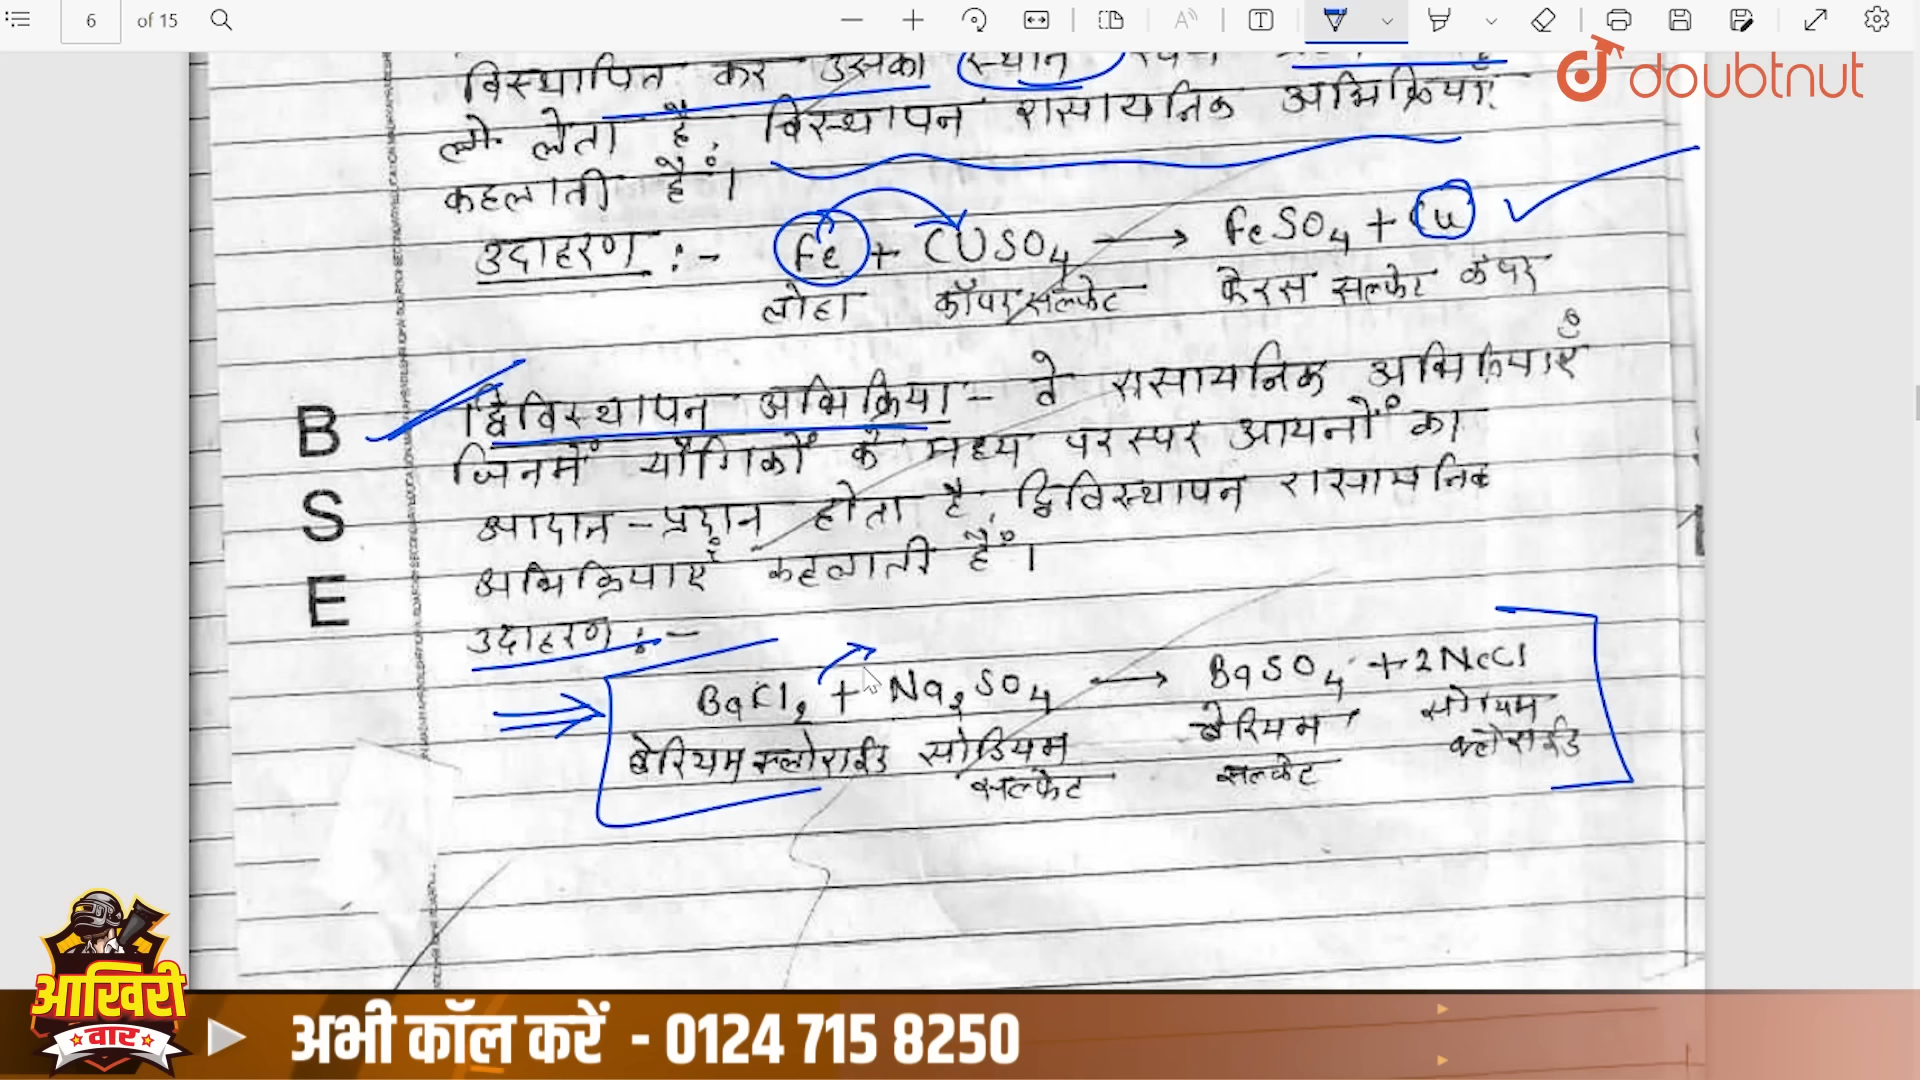 6 of 15
doubtnut
विस्थापित कर उसका स्थान
ले लेता है, विस्थापन रासायनिक अभिक्रियाएँ
कहलाती हैं।
उदाहरण :- Fe + CUSO4 → FeSO4 + Cu
लोहा कॉपर सल्फेट फेरस सल्फेट कॉपर
द्विविस्थापन अभिक्रिया - वे रासायनिक अभिक्रियाएँ
जिनमें यौगिकों के मध्य परस्पर आयनों का
आदान-प्रदान होता है, द्विविस्थापन रासायनिक
अभिक्रियाएँ कहलाती हैं।
B
S
E
उदाहरण :-
BaCl2 + Na2SO4 → BaSO4 + 2NaCl
बेरियम क्लोराईड सोडियम बेरियम सोडियम
सल्फेट सल्फेट क्लोराईड
आखिरी
वार
अभी कॉल करें - 0124 715 8250